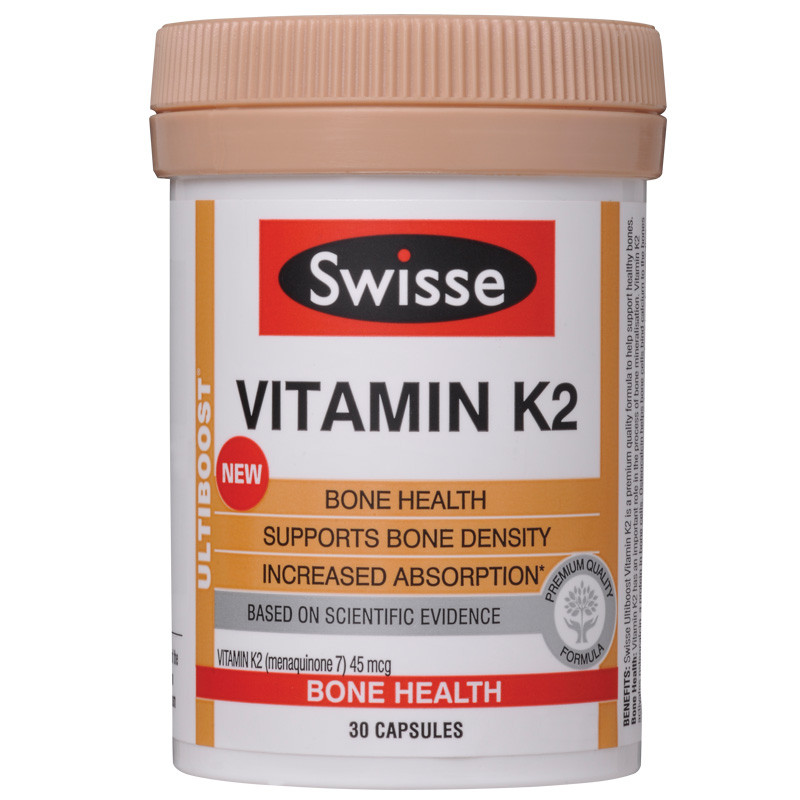 Swisse
VITAMIN K2
ULTIBOOST®
NEW
BONE HEALTH
SUPPORTS BONE DENSITY
INCREASED ABSORPTION*
BASED ON SCIENTIFIC EVIDENCE
PREMIUM QUALITY
FORMULA
VITAMIN K2 (menaquinone 7) 45 mcg
BONE HEALTH
30 CAPSULES
BENEFITS: Swisse Ultiboost Vitamin K2 is a premium quality formula to help support healthy bones.
Bone Health: Vitamin K2 has an important role in the process of bone mineralisation. Vitamin K2